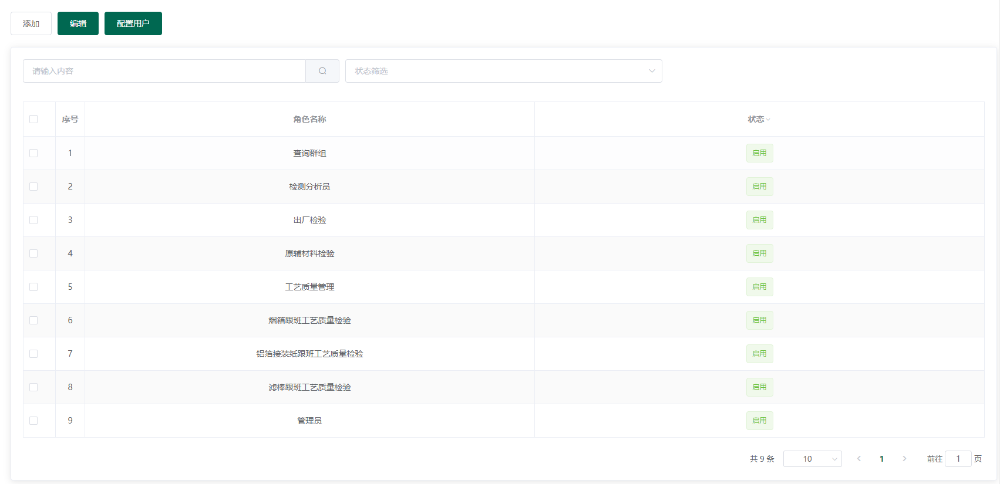 添加 编辑 配置用户
请输入内容 状态筛选
序号 角色名称 状态
1 查询群组 启用
2 检测分析员 启用
3 出厂检验 启用
4 原辅材料检验 启用
5 工艺质量管理 启用
6 烟箱跟班工艺质量检验 启用
7 铝箔接装纸跟班工艺质量检验 启用
8 滤棒跟班工艺质量检验 启用
9 管理员 启用
共 9 条 10 1 前往 1 页